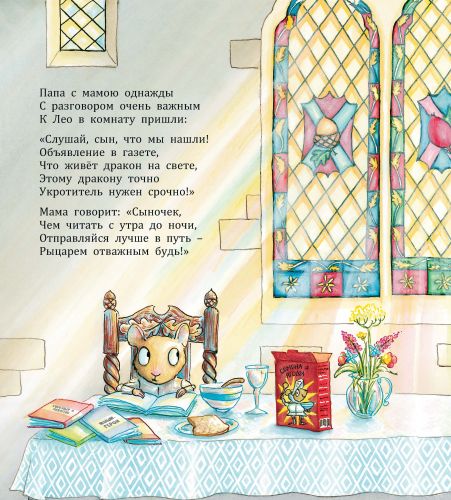 Папа с мамою однажды
С разговором очень важным
К Лео в комнату пришли:
«Слушай, сын, что мы нашли!
Объявление в газете,
Что живёт дракон на свете,
Этому дракону точно
Укротитель нужен срочно!»
Мама говорит: «Сыночек,
Чем читать с утра до ночи,
Отправляйся лучше в путь –
Рыцарем отважным будь!»
СЕМЕНА И
ЯГОДЫ